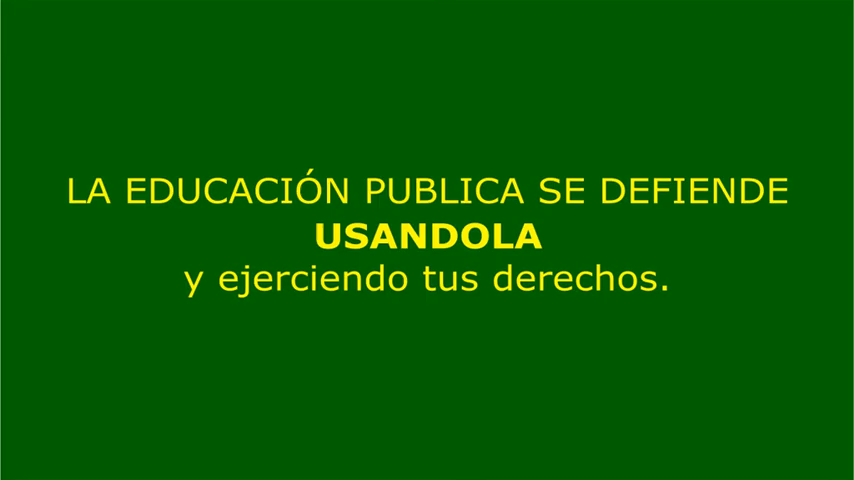 LA EDUCACIÓN PUBLICA SE DEFIENDE
USANDOLA
y ejerciendo tus derechos.